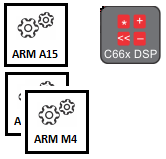 ARM A15
* +
<< –
C66x DSP
A
ARM M4